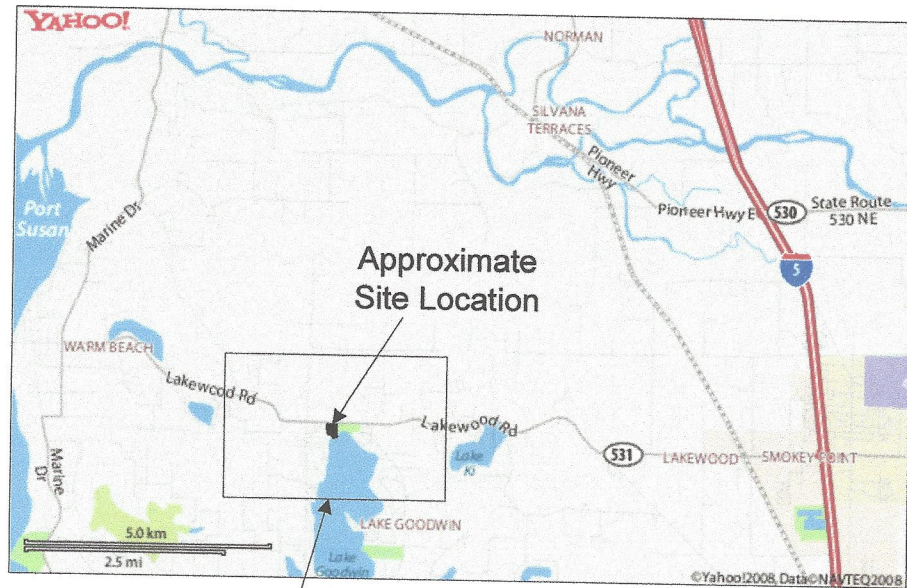 YAHOO!
NORMAN
SILVANA
TERRACES
Pioneer
Hwy
Pioneer Hwy E
530
State Route
530 NE
Port
Susan
Marine Dr
5
Approximate
Site Location
WARM BEACH
Lakewood Rd
Lakewood Rd
Lake
Ki
531
LAKEWOOD
SMOKEY POINT
Marine
Dr
LAKE GOODWIN
Lake
Goodwin
5.0 km
2.5 mi
©Yahoo!2008, Data©NAVTEQ2008